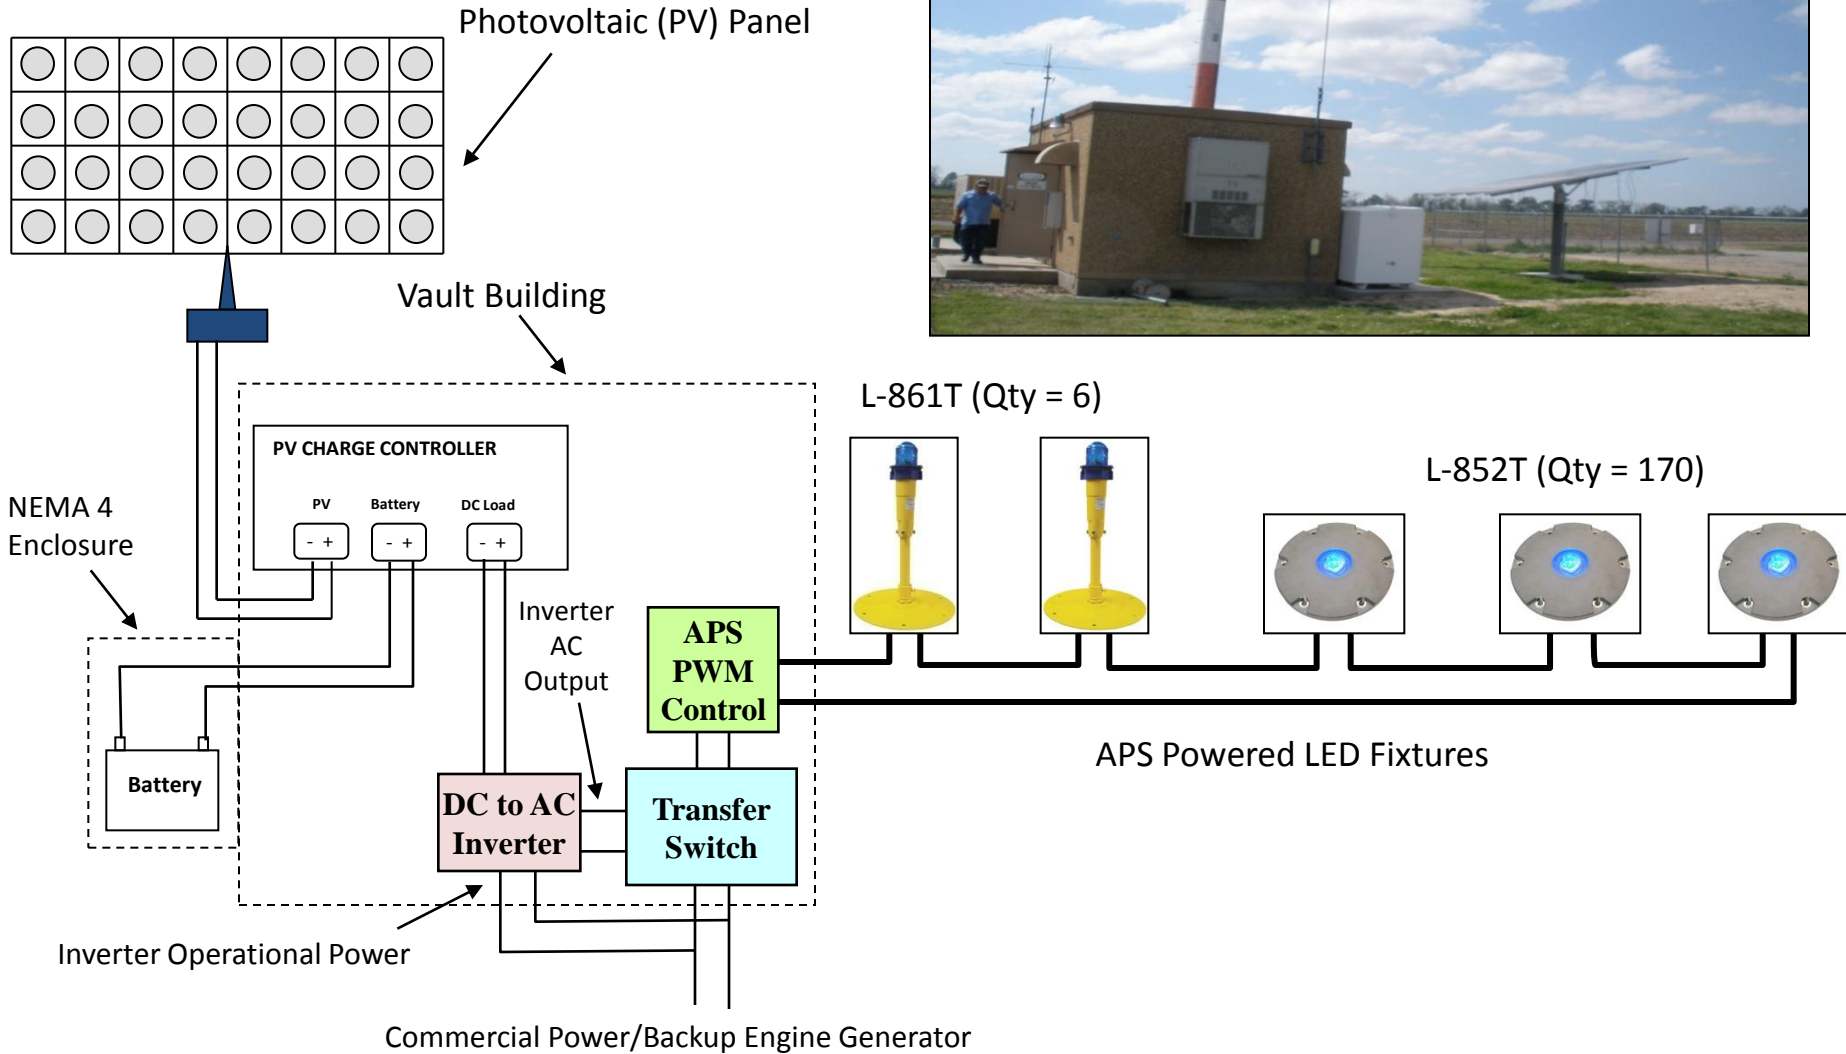 Photovoltaic (PV) Panel
Vault Building
L-861T (Qty = 6)
PV CHARGE CONTROLLER
L-852T (Qty = 170)
NEMA 4
Enclosure
PV
Battery
DC Load
- +
- +
- +
Inverter
AC
Output
APS
PWM
Control
APS Powered LED Fixtures
Battery
DC to AC
Inverter
Transfer
Switch
Inverter Operational Power
Commercial Power/Backup Engine Generator